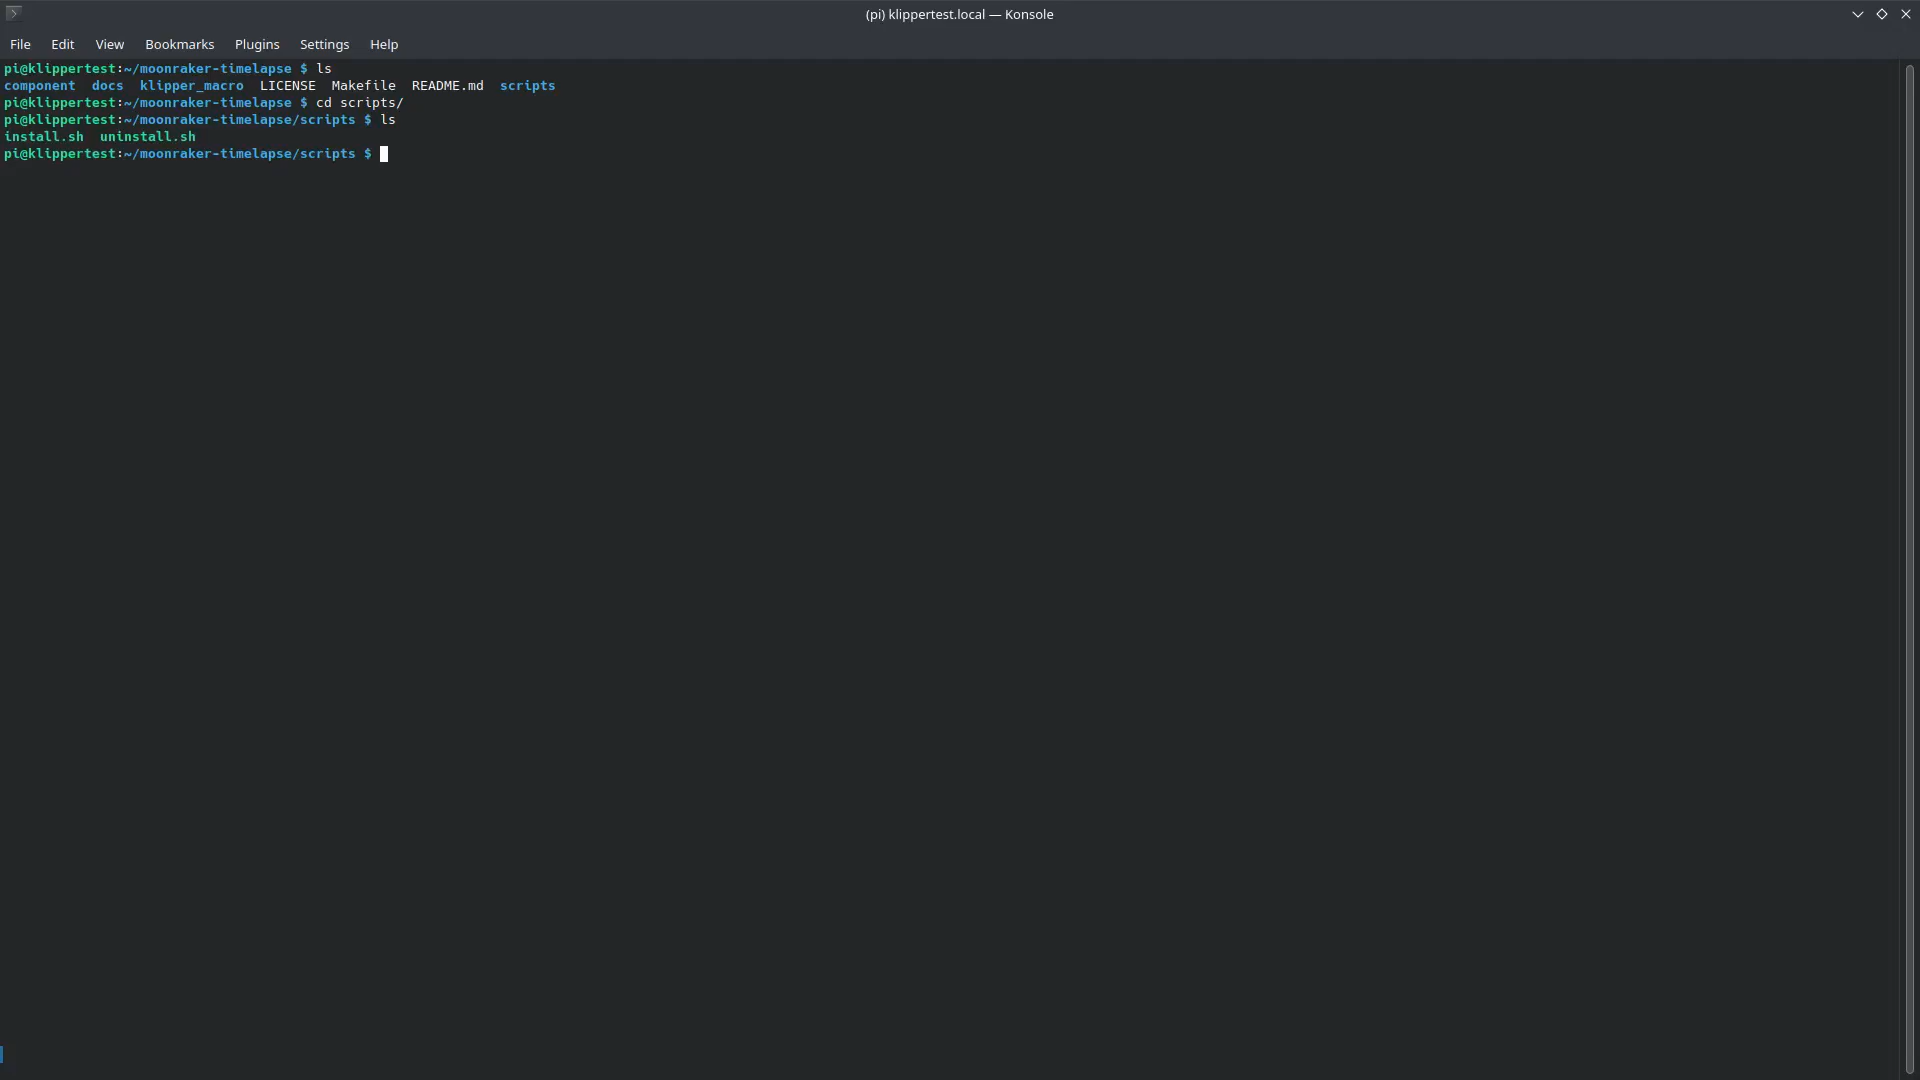 (pi) klippertest.local — Konsole
File Edit View Bookmarks Plugins Settings Help
pi@klippertest:~/moonraker-timelapse $ ls
component  docs  klipper_macro  LICENSE  Makefile  README.md  scripts
pi@klippertest:~/moonraker-timelapse $ cd scripts/
pi@klippertest:~/moonraker-timelapse/scripts $ ls
install.sh  uninstall.sh
pi@klippertest:~/moonraker-timelapse/scripts $